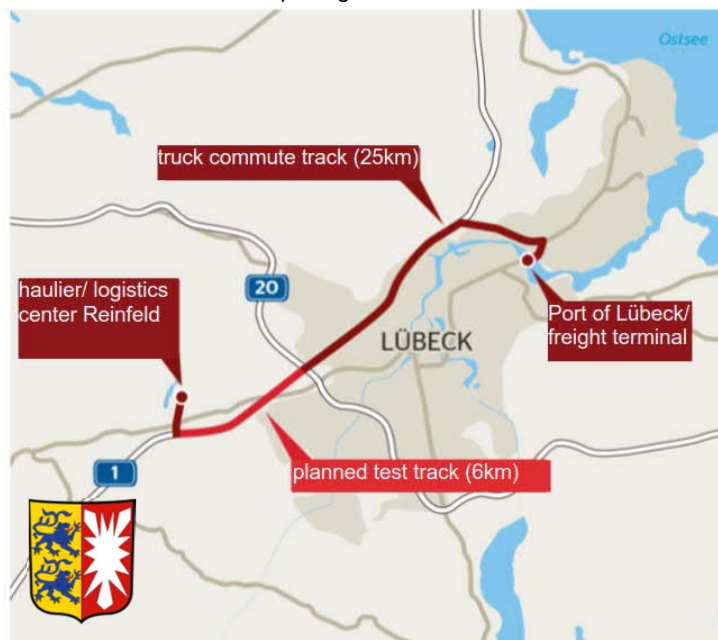 Ostsee
truck commute track (25km)
haulier/ logistics
center Reinfeld
20
Port of Lübeck/
freight terminal
LÜBECK
1
planned test track (6km)